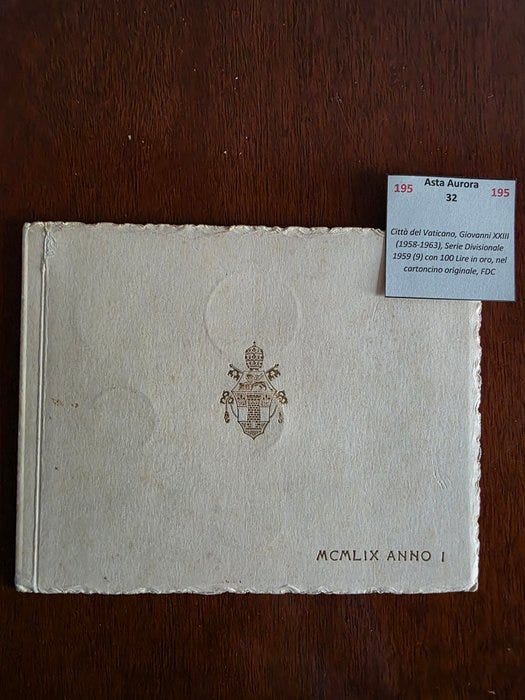 195 Asta Aurora 195
32
Città del Vaticano, Giovanni XXIII
(1958-1963), Serie Divisionale
1959 (9) con 100 Lire in oro, nel
cartoncino originale, FDC
MCMLIX ANNO I